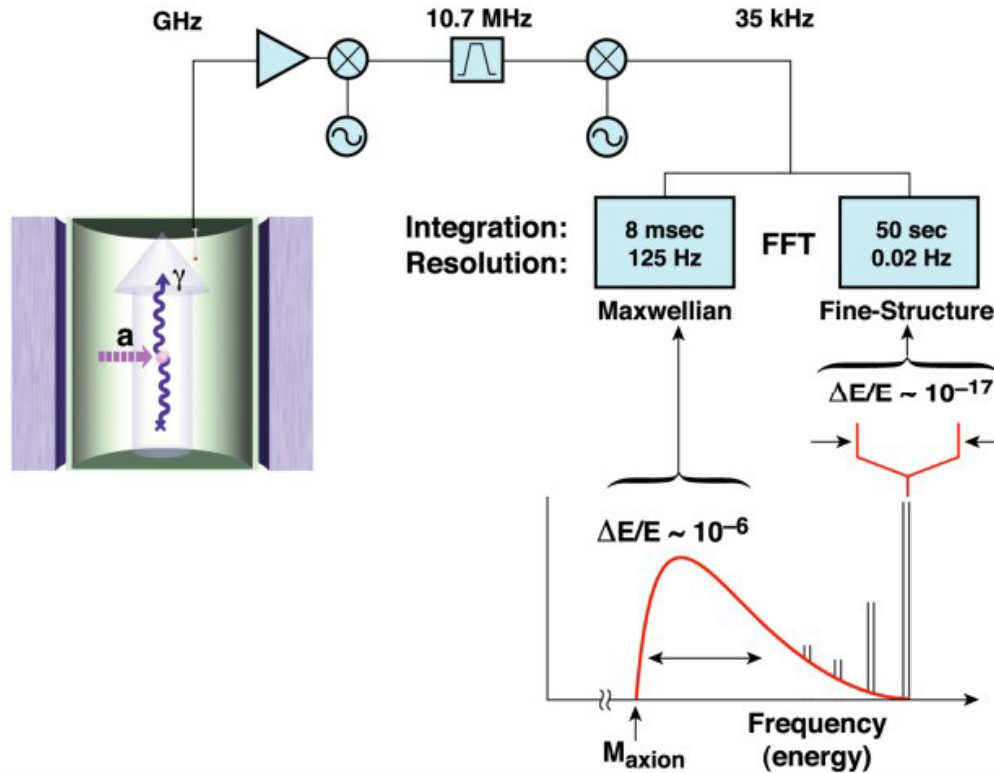 GHz
10.7 MHz
35 kHz
Integration:
Resolution:
8 msec
125 Hz
FFT
50 sec
0.02 Hz
Maxwellian
Fine-Structure
γ
a
ΔE/E ~ 10⁻¹⁷
ΔE/E ~ 10⁻⁶
Maxion
Frequency
(energy)